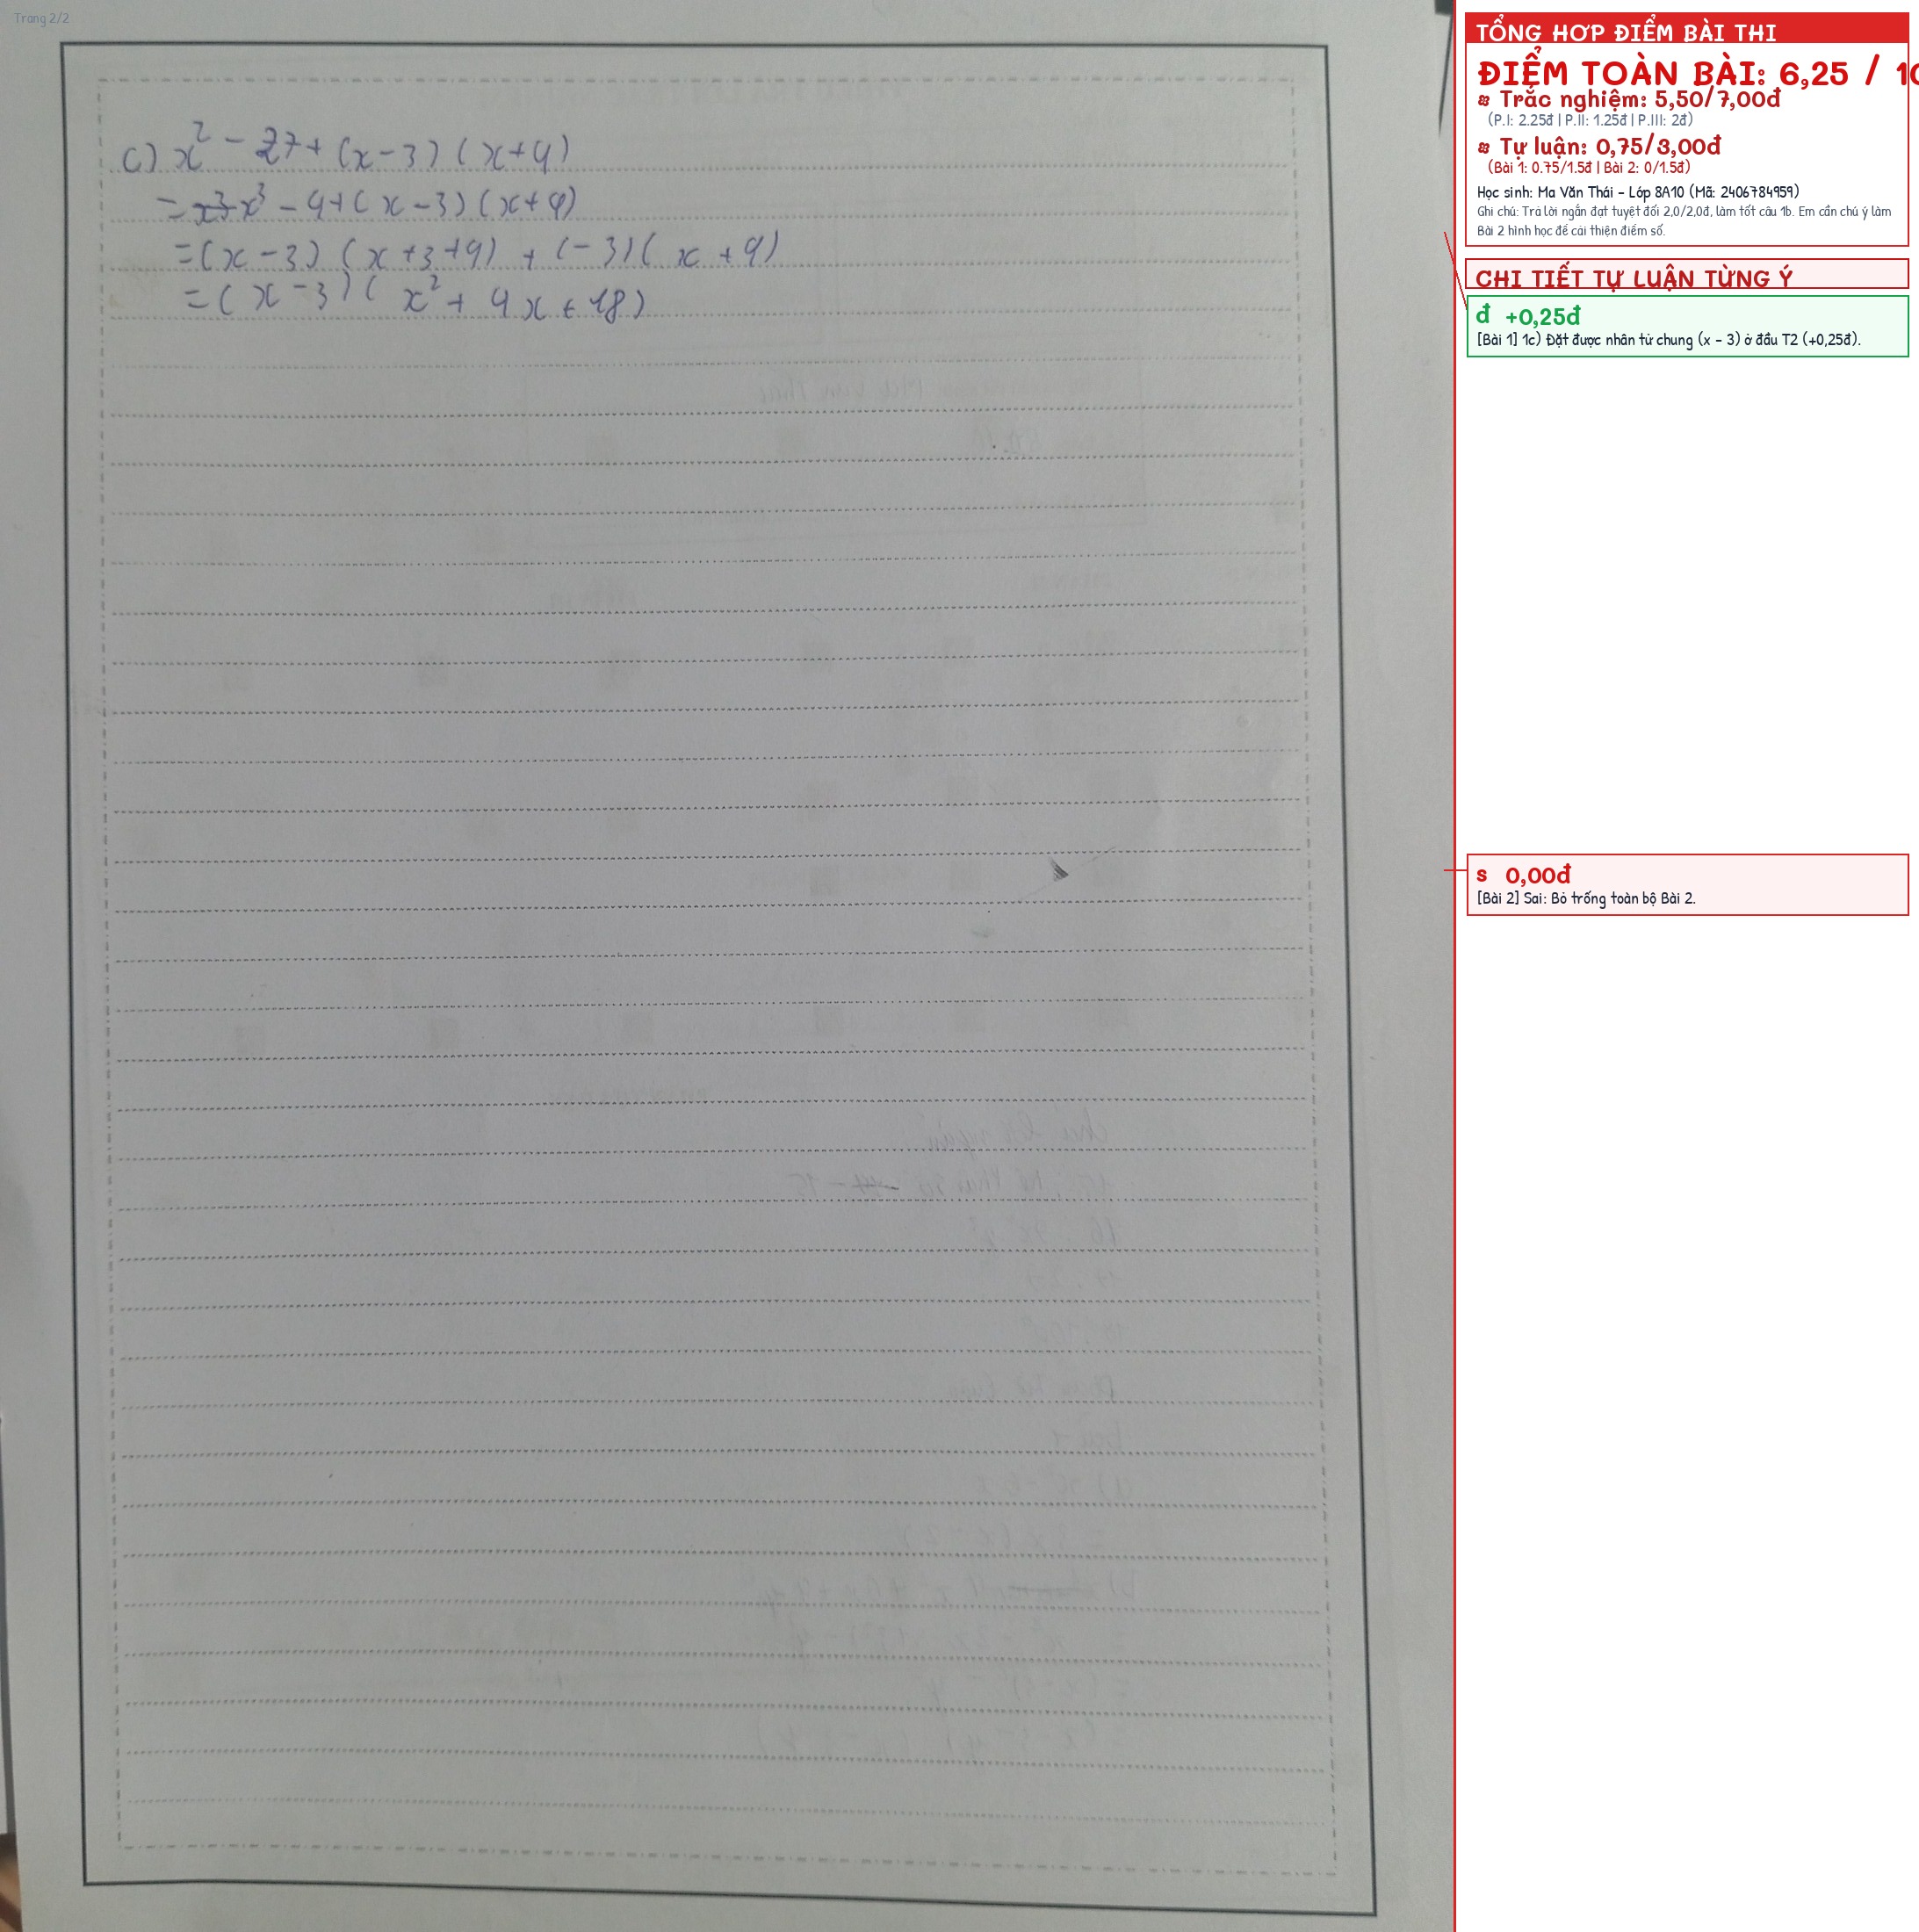 Trang 2/2
c) x² - 27 + (x-3) (x+9)
= x³ x³ - 9 + (x-3) (x+9)
= (x-3) (x+3+9) + (-3) (x+9)
= (x-3) (x² + 9x + 18)
TỔNG HỢP ĐIỂM BÀI THI
ĐIỂM TOÀN BÀI: 6,25 / 10
Trắc nghiệm: 5,50/7,00đ
(P.I: 2.25đ | P.II: 1.25đ | P.III: 2đ)
Tự luận: 0,75/3,00đ
(Bài 1: 0.75/1.5đ | Bài 2: 0/1.5đ)
Học sinh: Ma Văn Thái - Lớp 8A10 (Mã: 2406784959)
Ghi chú: Trả lời ngắn đạt tuyệt đối 2,0/2,0đ, làm tốt câu 1b. Em cần chú ý làm
Bài 2 hình học để cải thiện điểm số.
CHI TIẾT TỰ LUẬN TỪNG Ý
đ +0,25đ
[Bài 1] 1c) Đặt được nhân tử chung (x - 3) ở đầu T2 (+0,25đ).
s 0,00đ
[Bài 2] Sai: Bỏ trống toàn bộ Bài 2.